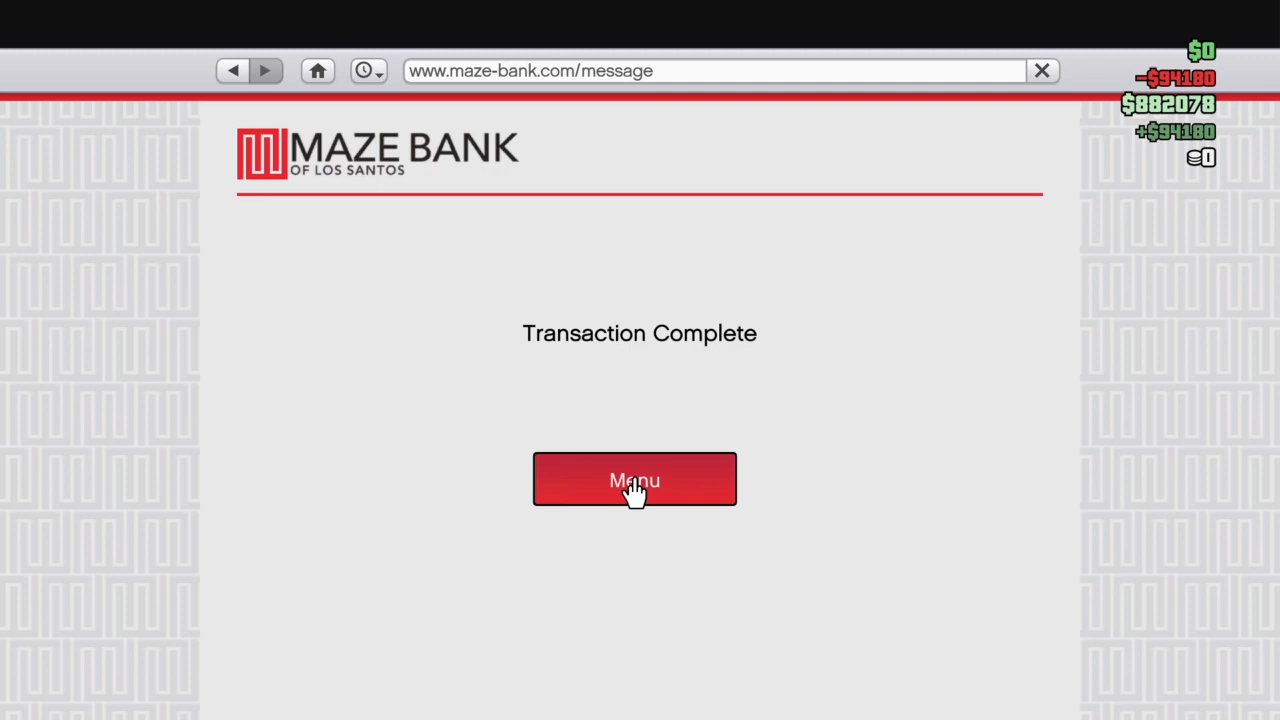 www.maze-bank.com/message
$0
-$94180
$882078
+$94180
0
MAZE BANK
OF LOS SANTOS
Transaction Complete
Menu